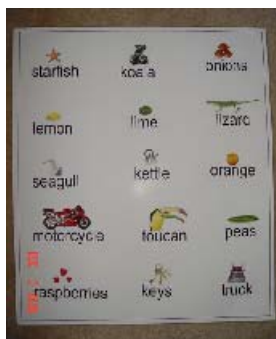 starfish koala onions
lemon lime lizard
seagull kettle orange
motorcycle toucan peas
raspberries keys truck